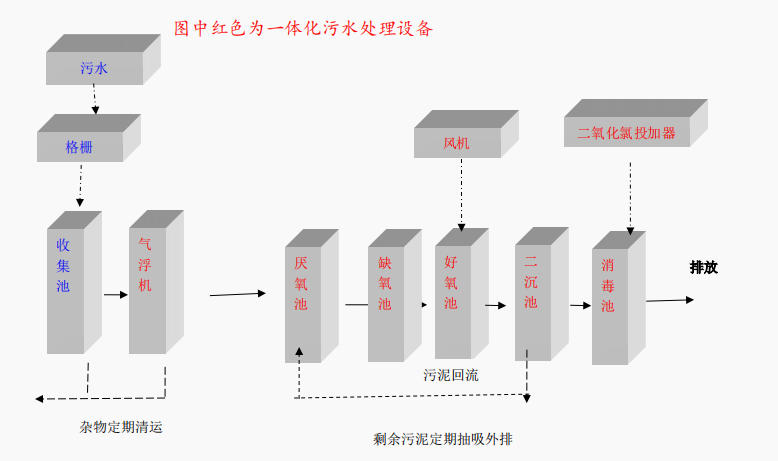 图中红色为一体化污水处理设备
污水
格栅
风机
二氧化氯投加器
收集池
气浮机
厌氧池
缺氧池
好氧池
二沉池
消毒池
排放
污泥回流
杂物定期清运
剩余污泥定期抽吸外排